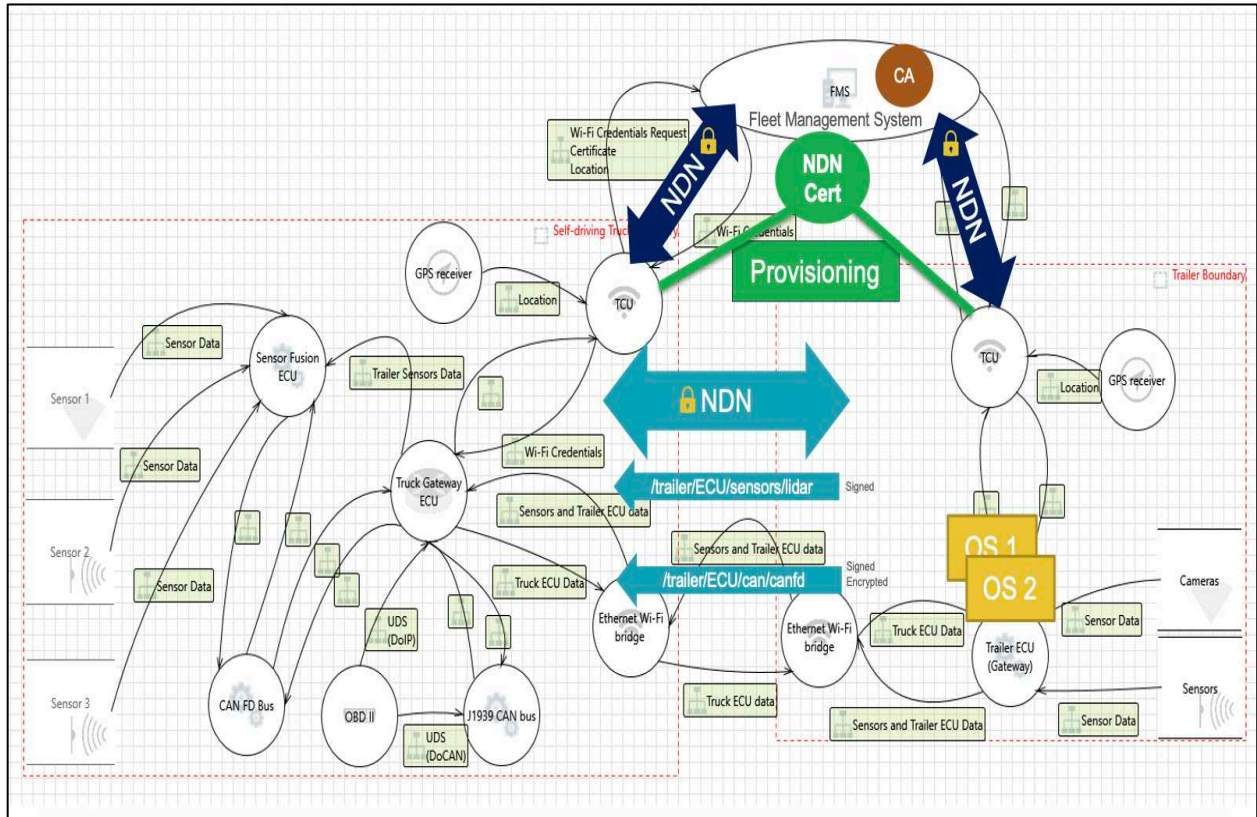 CA
FMS
Fleet Management System
Wi-Fi Credentials Request
Certificate
Location
NDN
NDN
Cert
NDN
Wi-Fi Credentials
Provisioning
Self-driving Truck
Trailer Boundary
GPS receiver
Location
TCU
TCU
Location
GPS receiver
Sensor Data
Sensor Fusion
ECU
Trailer Sensors Data
Sensor 1
NDN
Sensor Data
Wi-Fi Credentials
Truck Gateway
ECU
/trailer/ECU/sensors/lidar
Signed
Sensors and Trailer ECU data
Sensor 2
Sensors and Trailer ECU data
OS 1
OS 2
Sensor Data
Truck ECU Data
/trailer/ECU/can/canfd
Signed
Encrypted
Cameras
UDS
(DoIP)
Ethernet Wi-Fi
bridge
Ethernet Wi-Fi
bridge
Truck ECU Data
Sensor Data
Trailer ECU
(Gateway)
Sensor 3
CAN FD Bus
OBD II
J1939 CAN bus
Truck ECU data
Sensors
UDS
(DoCAN)
Sensors and Trailer ECU Data
Sensor Data